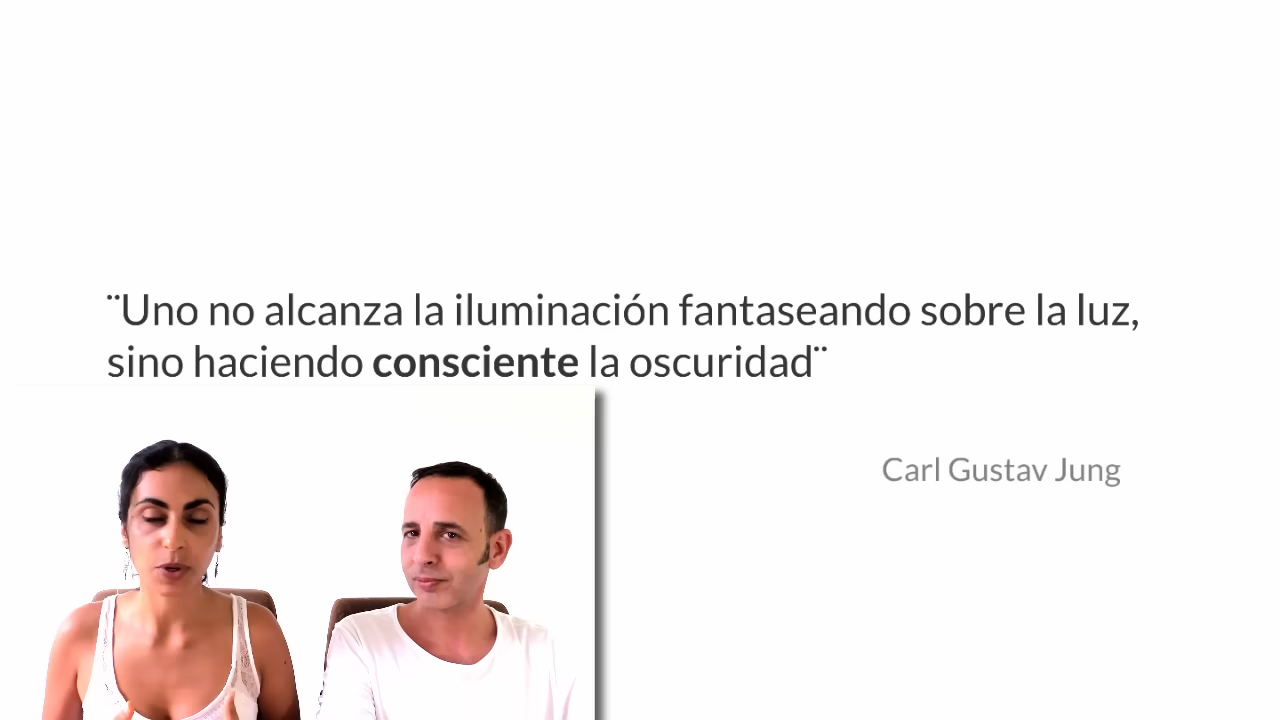 ¨Uno no alcanza la iluminación fantaseando sobre la luz,
sino haciendo consciente la oscuridad¨
Carl Gustav Jung